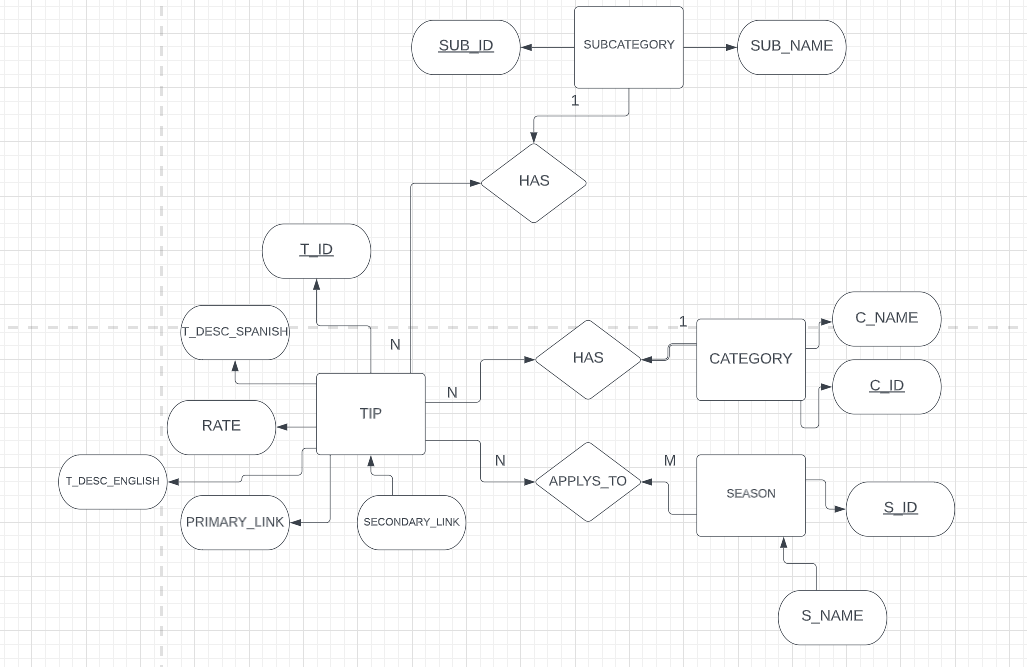 SUB_ID
SUBCATEGORY
SUB_NAME
1
HAS
T_ID
T_DESC_SPANISH
N
1
C_NAME
HAS
CATEGORY
C_ID
N
TIP
RATE
N
M
T_DESC_ENGLISH
APPLYS_TO
SEASON
S_ID
PRIMARY_LINK
SECONDARY_LINK
S_NAME